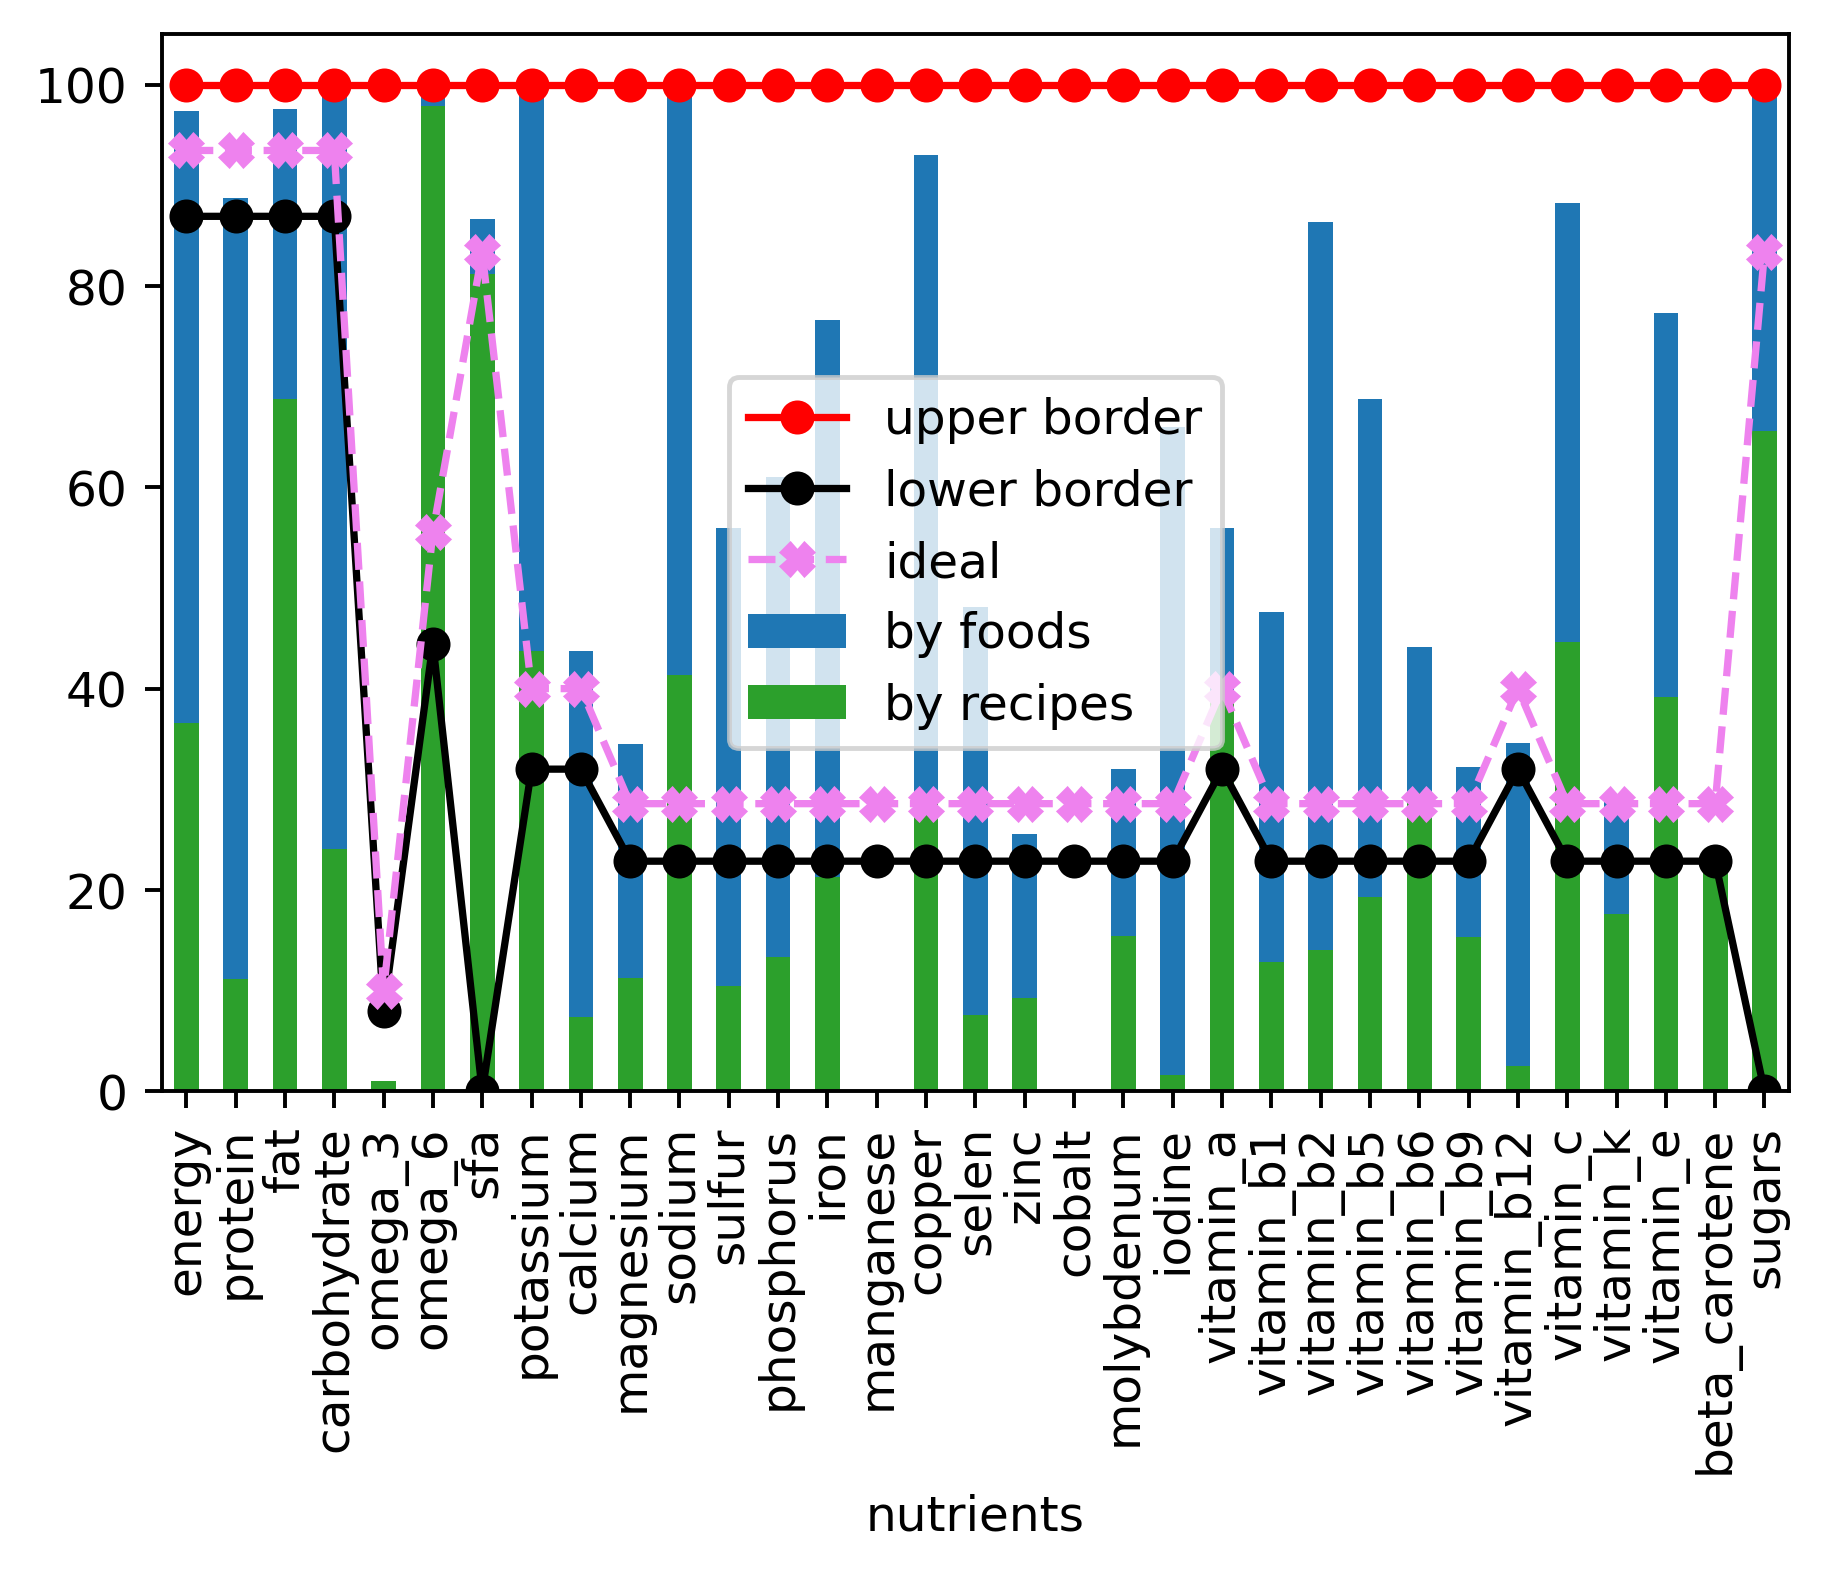 100
80
60
40
20
0
upper border
lower border
ideal
by foods
by recipes
energy
protein
fat
carbohydrate
omega_3
omega_6
sfa
potassium
calcium
magnesium
sodium
sulfur
phosphorus
iron
manganese
copper
selen
zinc
cobalt
molybdenum
iodine
vitamin_a
vitamin_b1
vitamin_b2
vitamin_b5
vitamin_b6
vitamin_b9
vitamin_b12
vitamin_c
vitamin_k
vitamin_e
beta_carotene
sugars
nutrients